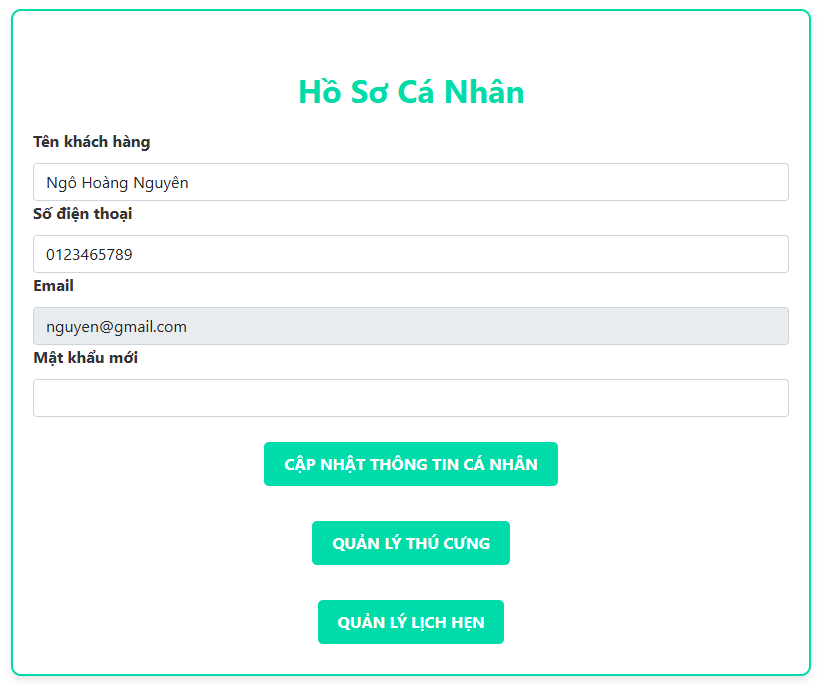 Hồ Sơ Cá Nhân
Tên khách hàng
Ngô Hoàng Nguyên
Số điện thoại
0123465789
Email
nguyen@gmail.com
Mật khẩu mới
CẬP NHẬT THÔNG TIN CÁ NHÂN
QUẢN LÝ THÚ CƯNG
QUẢN LÝ LỊCH HẸN